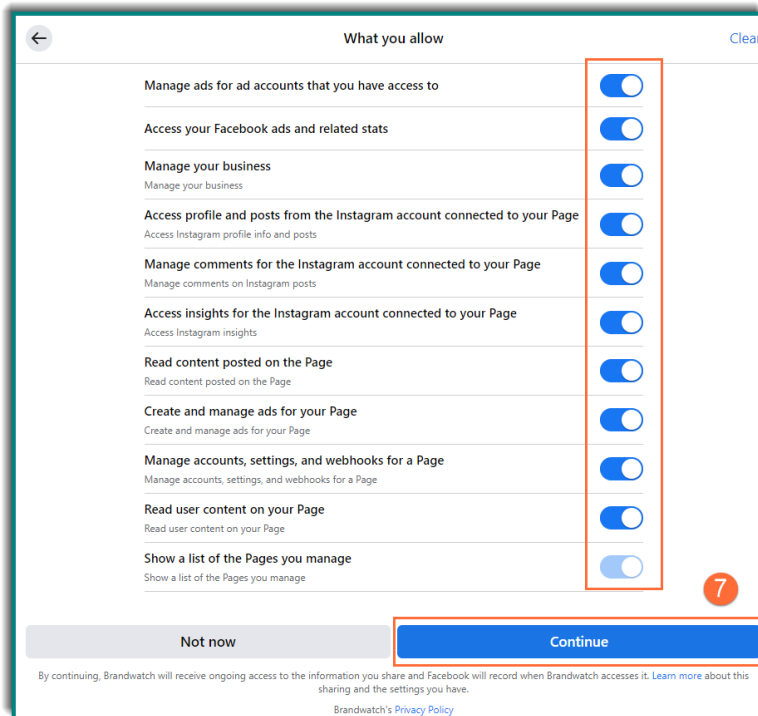 What you allow
Clear
Manage ads for ad accounts that you have access to
Access your Facebook ads and related stats
Manage your business
Manage your business
Access profile and posts from the Instagram account connected to your Page
Access Instagram profile info and posts
Manage comments for the Instagram account connected to your Page
Manage comments on Instagram posts
Access insights for the Instagram account connected to your Page
Access Instagram insights
Read content posted on the Page
Read content posted on the Page
Create and manage ads for your Page
Create and manage ads for your Page
Manage accounts, settings, and webhooks for a Page
Manage accounts, settings, and webhooks for a Page
Read user content on your Page
Read user content on your Page
Show a list of the Pages you manage
Show a list of the Pages you manage
7
Not now
Continue
By continuing, Brandwatch will receive ongoing access to the information you share and Facebook will record when Brandwatch accesses it. Learn more about this
sharing and the settings you have.
Brandwatch's Privacy Policy